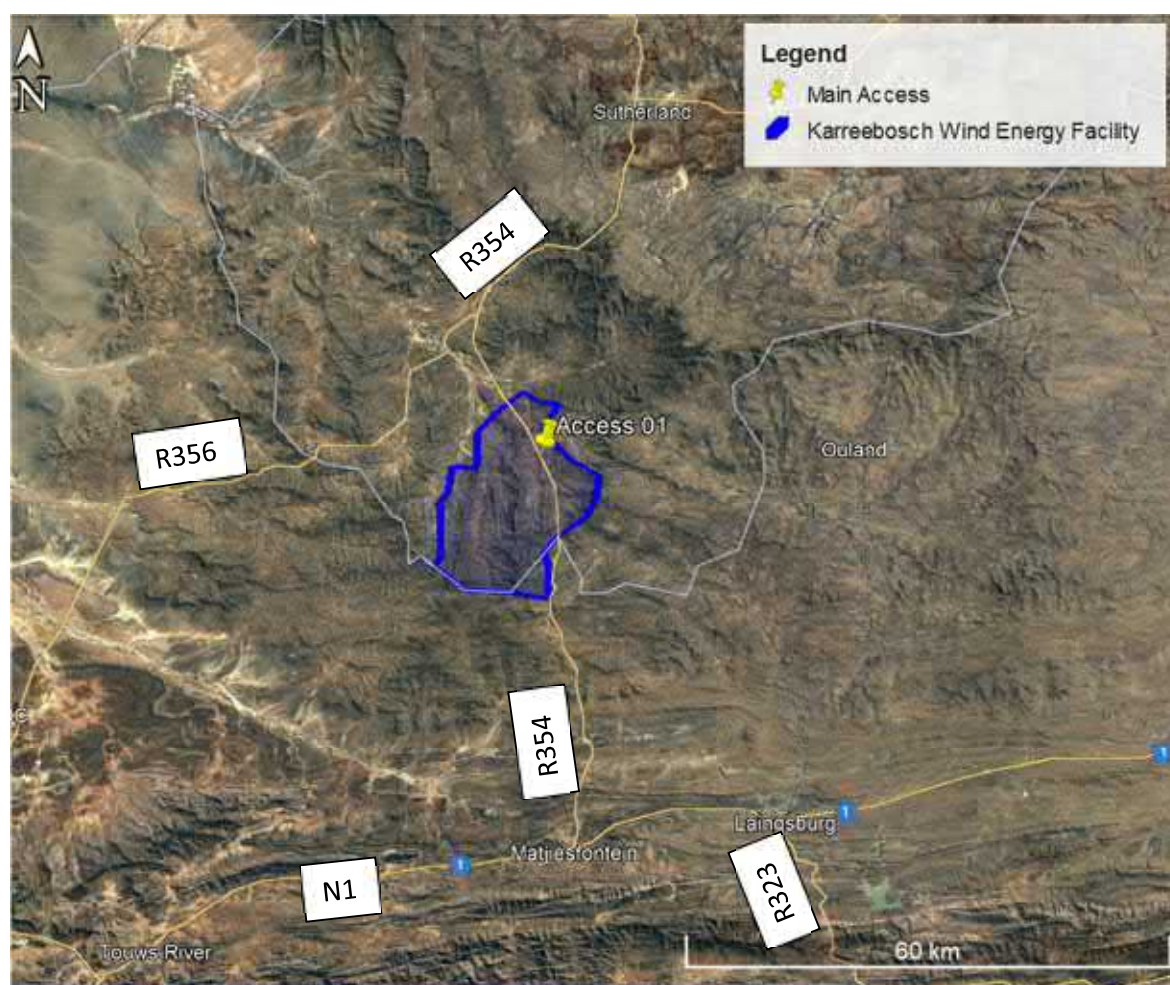 Legend
N
Main Access
Sutherland
Karreebosch Wind Energy Facility
R354
Access 01
R356
Ouland
R354
1
1
Laingsburg
Matjiesfontein
1
N1
R323
Touws River
60 km